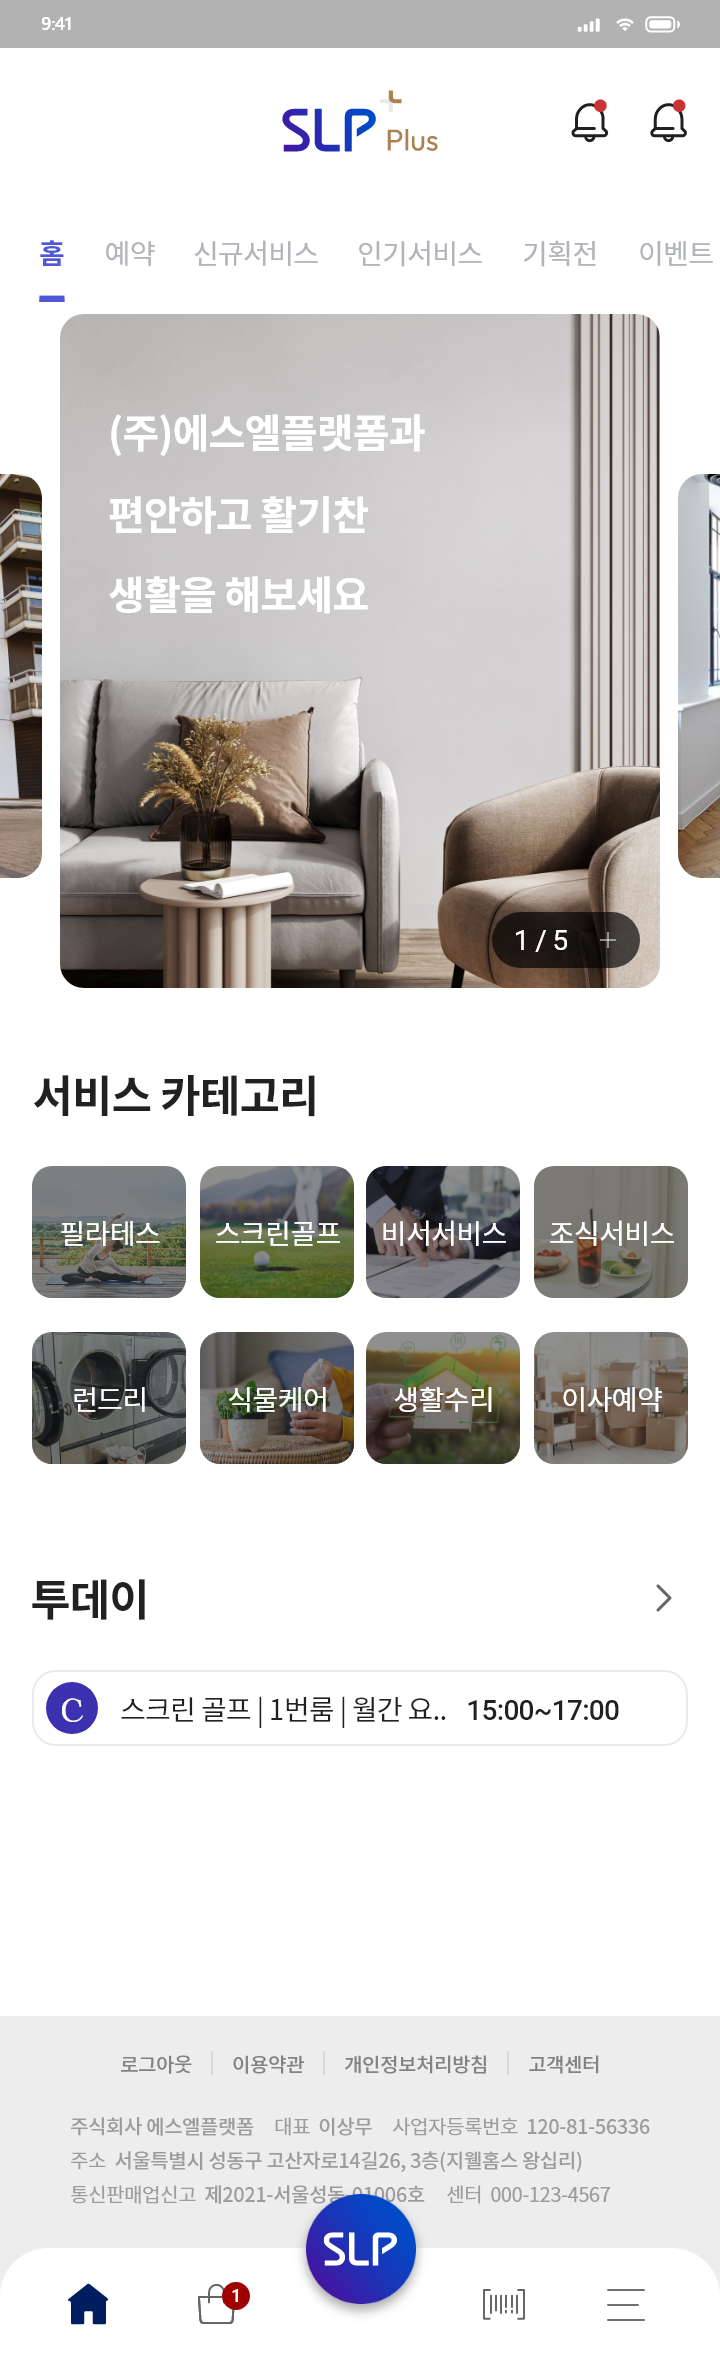 9:41
SLP Plus
홈 예약 신규서비스 인기서비스 기획전 이벤트
(주)에스엘플랫폼과
편안하고 활기찬
생활을 해보세요
1 / 5 +
서비스 카테고리
필라테스 스크린골프 비서서비스 조식서비스
런드리 식물케어 생활수리 이사예약
투데이
C 스크린 골프 | 1번룸 | 월간 요.. 15:00~17:00
로그아웃 이용약관 개인정보처리방침 고객센터
주식회사 에스엘플랫폼 대표 이상무 사업자등록번호 120-81-56336
주소 서울특별시 성동구 고산자로14길26, 3층(지웰홈스 왕십리)
통신판매업신고 제2021-서울성동-01006호 센터 000-123-4567
SLP
1